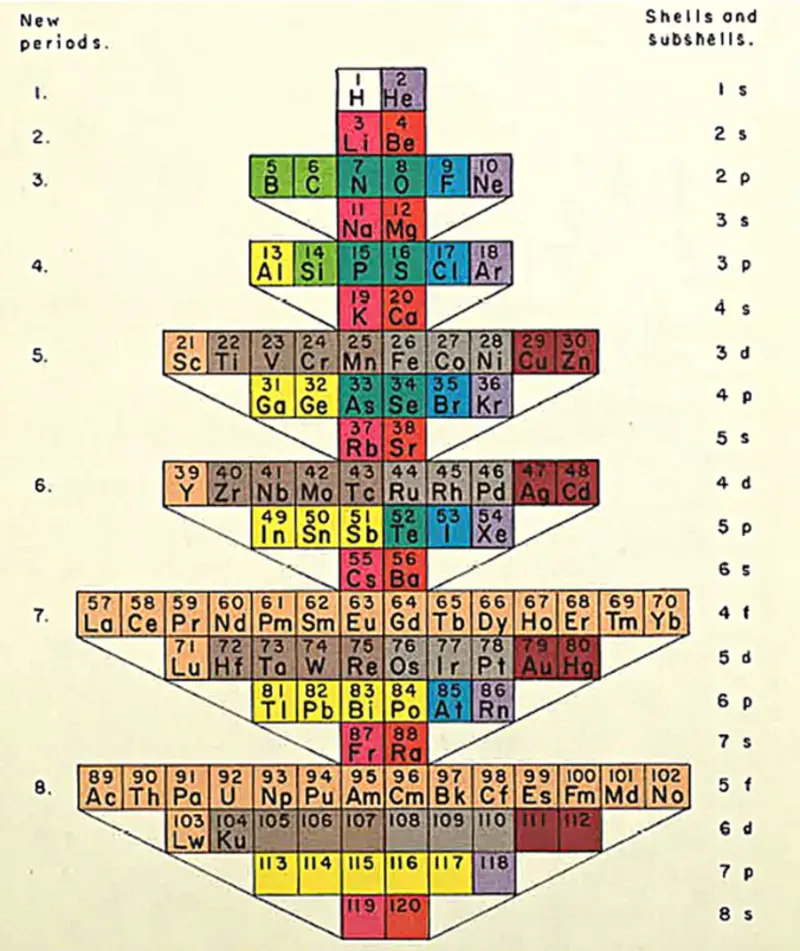 New periods.
Shells and subshells.
1.
1 H 2 He
1 s
2.
3 Li 4 Be
2 s
3.
5 B 6 C 7 N 8 O 9 F 10 Ne
2 p
11 Na 12 Mg
3 s
4.
13 Al 14 Si 15 P 16 S 17 Cl 18 Ar
3 p
19 K 20 Ca
4 s
5.
21 Sc 22 Ti 23 V 24 Cr 25 Mn 26 Fe 27 Co 28 Ni 29 Cu 30 Zn
3 d
31 Ga 32 Ge 33 As 34 Se 35 Br 36 Kr
4 p
37 Rb 38 Sr
5 s
6.
39 Y 40 Zr 41 Nb 42 Mo 43 Tc 44 Ru 45 Rh 46 Pd 47 Ag 48 Cd
4 d
49 In 50 Sn 51 Sb 52 Te 53 I 54 Xe
5 p
55 Cs 56 Ba
6 s
7.
57 La 58 Ce 59 Pr 60 Nd 61 Pm 62 Sm 63 Eu 64 Gd 65 Tb 66 Dy 67 Ho 68 Er 69 Tm 70 Yb
4 f
71 Lu 72 Hf 73 Ta 74 W 75 Re 76 Os 77 Ir 78 Pt 79 Au 80 Hg
5 d
81 Tl 82 Pb 83 Bi 84 Po 85 At 86 Rn
6 p
87 Fr 88 Ra
7 s
8.
89 Ac 90 Th 91 Pa 92 U 93 Np 94 Pu 95 Am 96 Cm 97 Bk 98 Cf 99 Es 100 Fm 101 Md 102 No
5 f
103 Lw 104 Ku 105 106 107 108 109 110 111 112
6 d
113 114 115 116 117 118
7 p
119 120
8 s